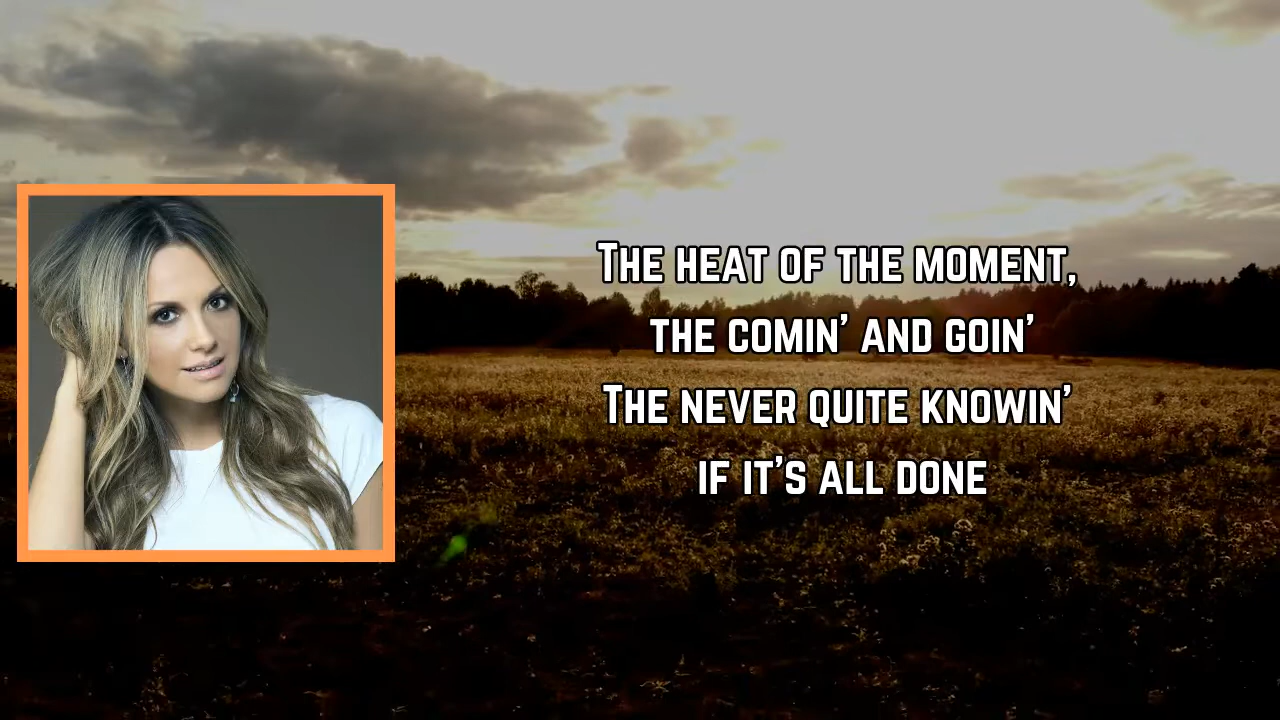 The heat of the moment,
the comin’ and goin’
The never quite knowin’
if it’s all done